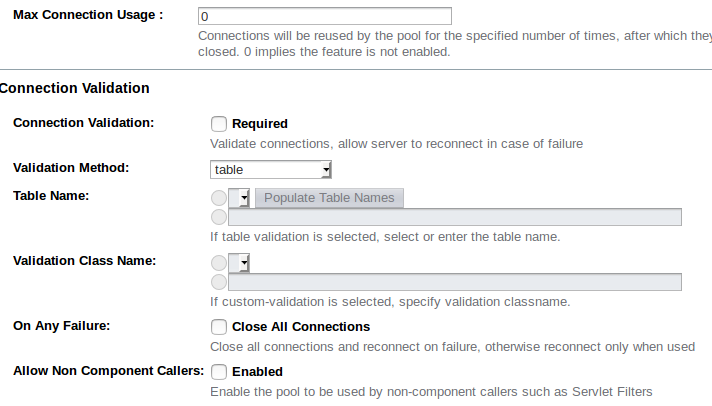 Max Connection Usage : 0
Connections will be reused by the pool for the specified number of times, after which they
closed. 0 implies the feature is not enabled.
Connection Validation
Connection Validation: Required
Validate connections, allow server to reconnect in case of failure
Validation Method: table
Table Name: Populate Table Names
If table validation is selected, select or enter the table name.
Validation Class Name:
If custom-validation is selected, specify validation classname.
On Any Failure: Close All Connections
Close all connections and reconnect on failure, otherwise reconnect only when used
Allow Non Component Callers: Enabled
Enable the pool to be used by non-component callers such as Servlet Filters